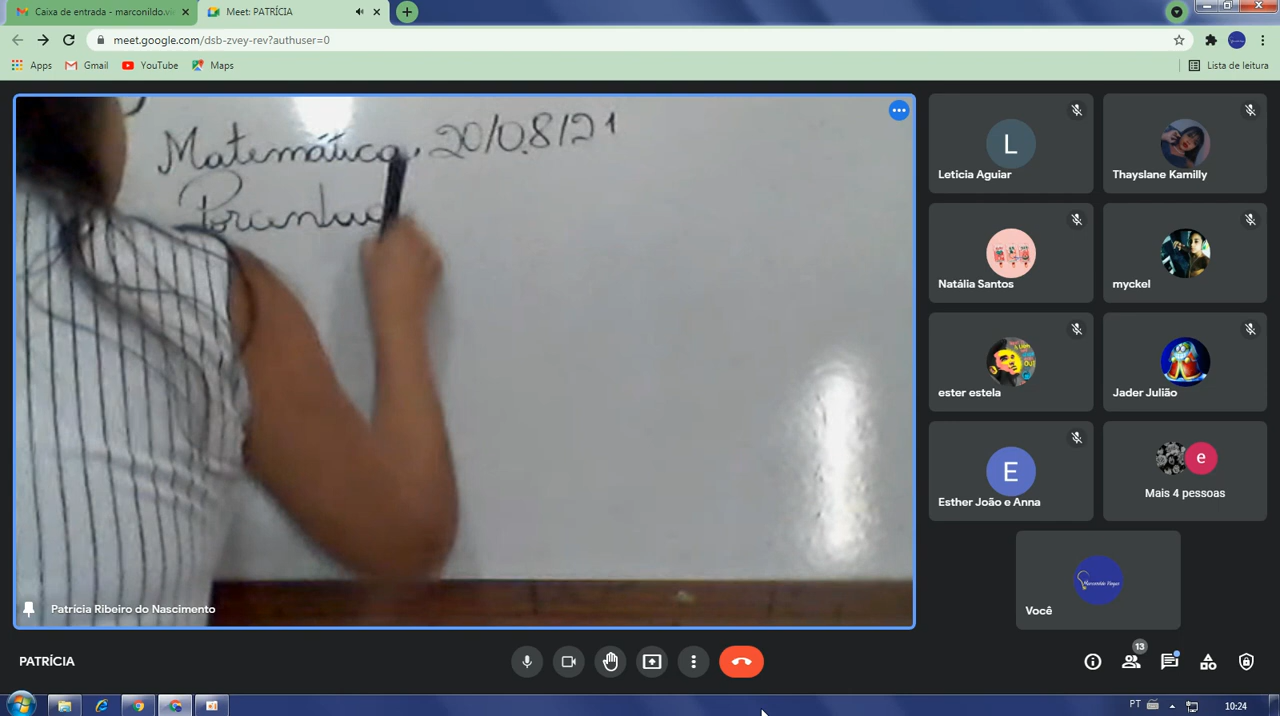 Caixa de entrada - marconildo.vi
Meet: PATRÍCIA
meet.google.com/dsb-zvey-rev?authuser=0
Apps
Gmail
YouTube
Maps
Lista de leitura
Matemática, 20/08/21
Patrícia Ribeiro do Nascimento
L
Leticia Aguiar
Thayslane Kamilly
Natália Santos
myckel
ester estela
Jader Julião
E
Esther João e Anna
e
Mais 4 pessoas
Você
PATRÍCIA
13
PT
10:24